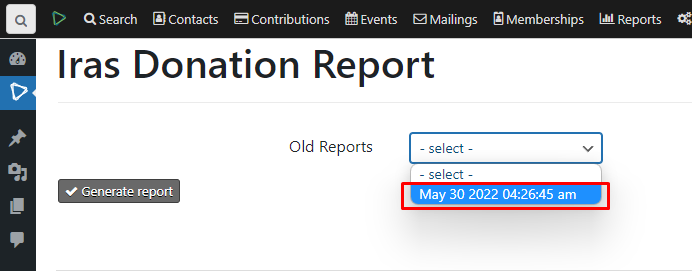 Search Contacts Contributions Events Mailings Memberships Reports
Iras Donation Report
Old Reports - select -
- select -
May 30 2022 04:26:45 am
Generate report